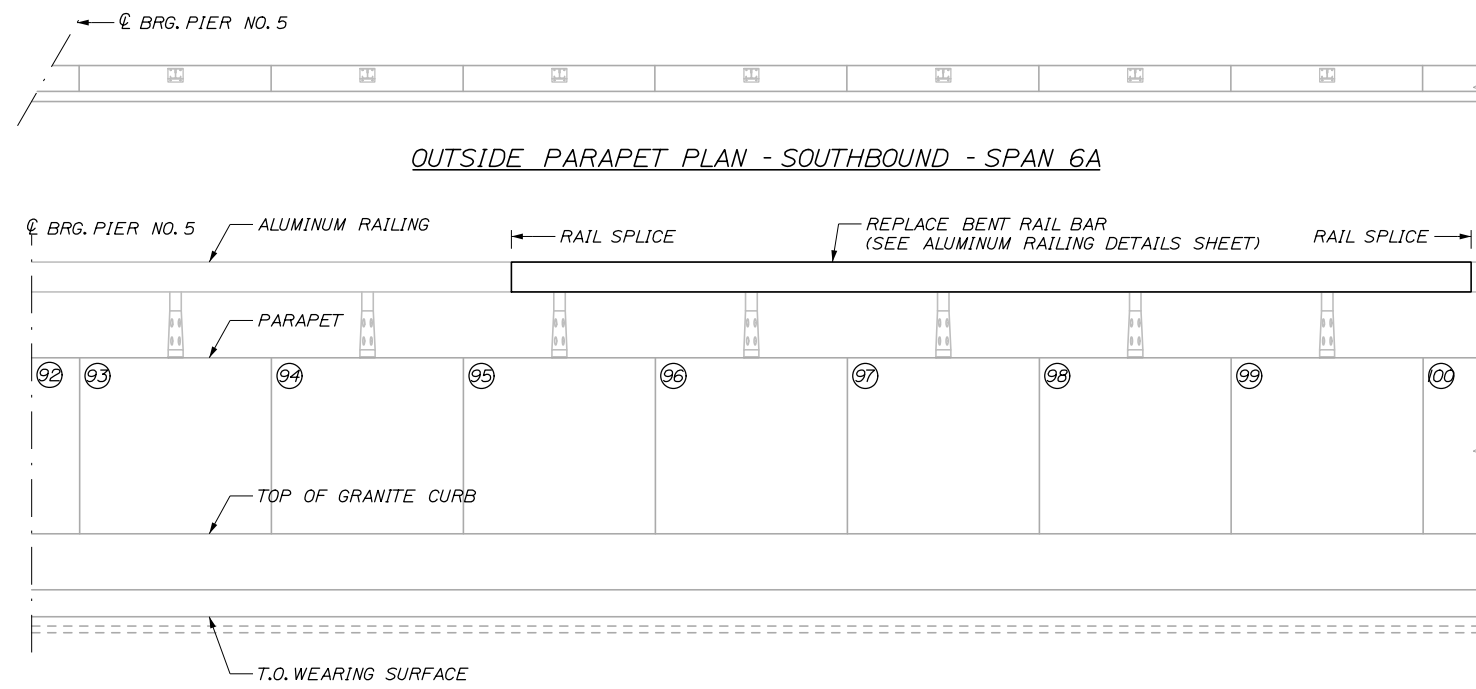 ℄ BRG. PIER NO. 5
OUTSIDE PARAPET PLAN - SOUTHBOUND - SPAN 6A
℄ BRG. PIER NO. 5
ALUMINUM RAILING
RAIL SPLICE
REPLACE BENT RAIL BAR
(SEE ALUMINUM RAILING DETAILS SHEET)
RAIL SPLICE
PARAPET
92 93 94 95 96 97 98 99 100
TOP OF GRANITE CURB
T.O. WEARING SURFACE